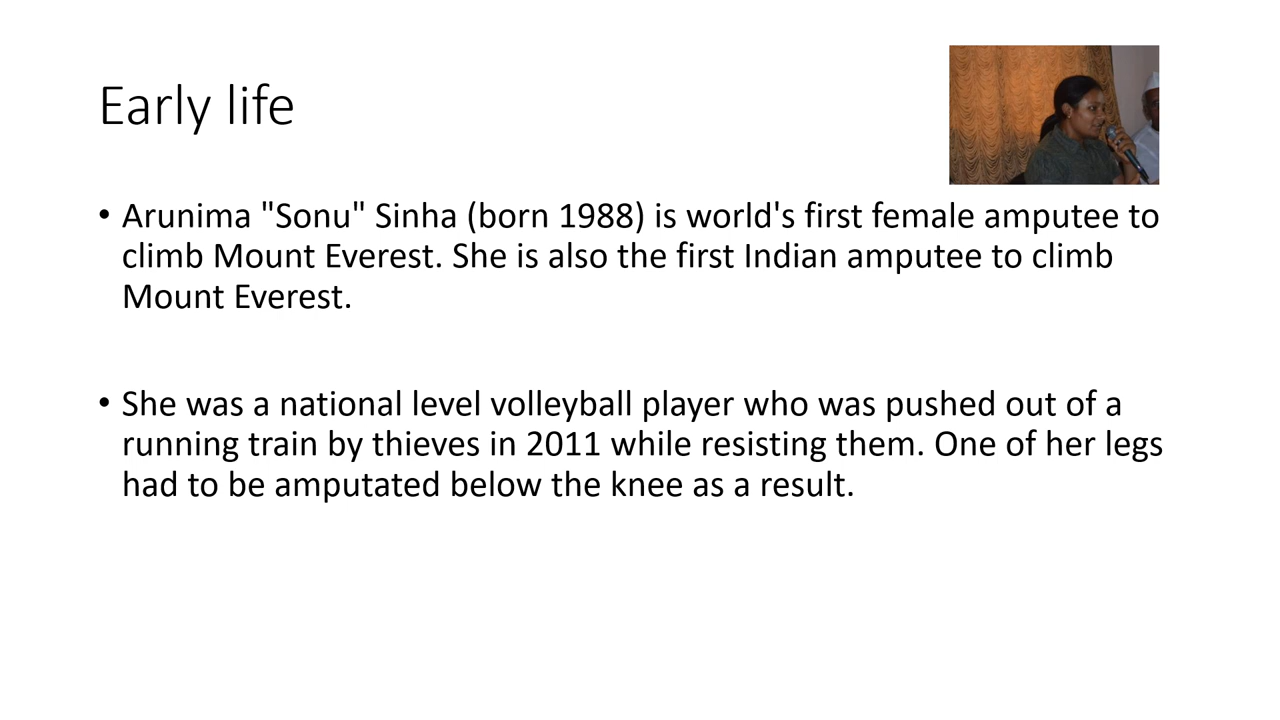 Early life
• Arunima "Sonu" Sinha (born 1988) is world's first female amputee to
climb Mount Everest. She is also the first Indian amputee to climb
Mount Everest.
• She was a national level volleyball player who was pushed out of a
running train by thieves in 2011 while resisting them. One of her legs
had to be amputated below the knee as a result.